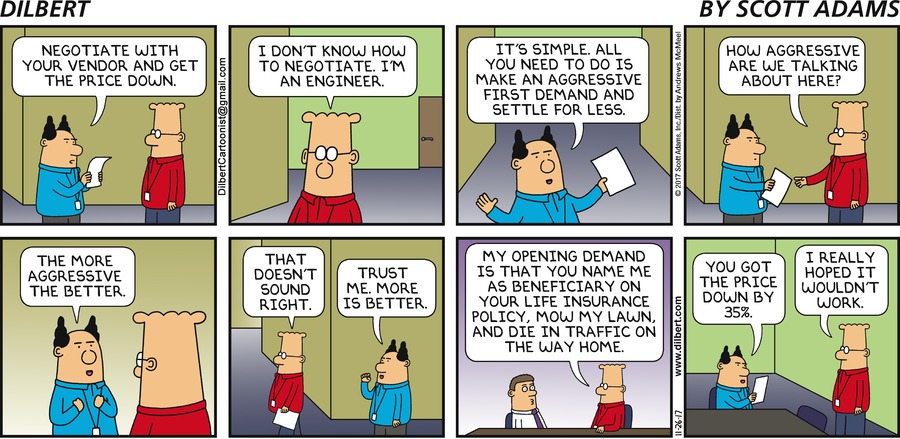 DILBERT
BY SCOTT ADAMS
NEGOTIATE WITH
YOUR VENDOR AND GET
THE PRICE DOWN.
DilbertCartoonist@gmail.com
I DON'T KNOW HOW
TO NEGOTIATE. I'M
AN ENGINEER.
IT'S SIMPLE. ALL
YOU NEED TO DO IS
MAKE AN AGGRESSIVE
FIRST DEMAND AND
SETTLE FOR LESS.
© 2017 Scott Adams, Inc./Dist. by Andrews McMeel
HOW AGGRESSIVE
ARE WE TALKING
ABOUT HERE?
THE MORE
AGGRESSIVE
THE BETTER.
THAT
DOESN'T
SOUND
RIGHT.
TRUST
ME. MORE
IS BETTER.
MY OPENING DEMAND
IS THAT YOU NAME ME
AS BENEFICIARY ON
YOUR LIFE INSURANCE
POLICY, MOW MY LAWN,
AND DIE IN TRAFFIC ON
THE WAY HOME.
11-26-17
www.dilbert.com
YOU GOT
THE PRICE
DOWN BY
35%.
I REALLY
HOPED IT
WOULDN'T
WORK.